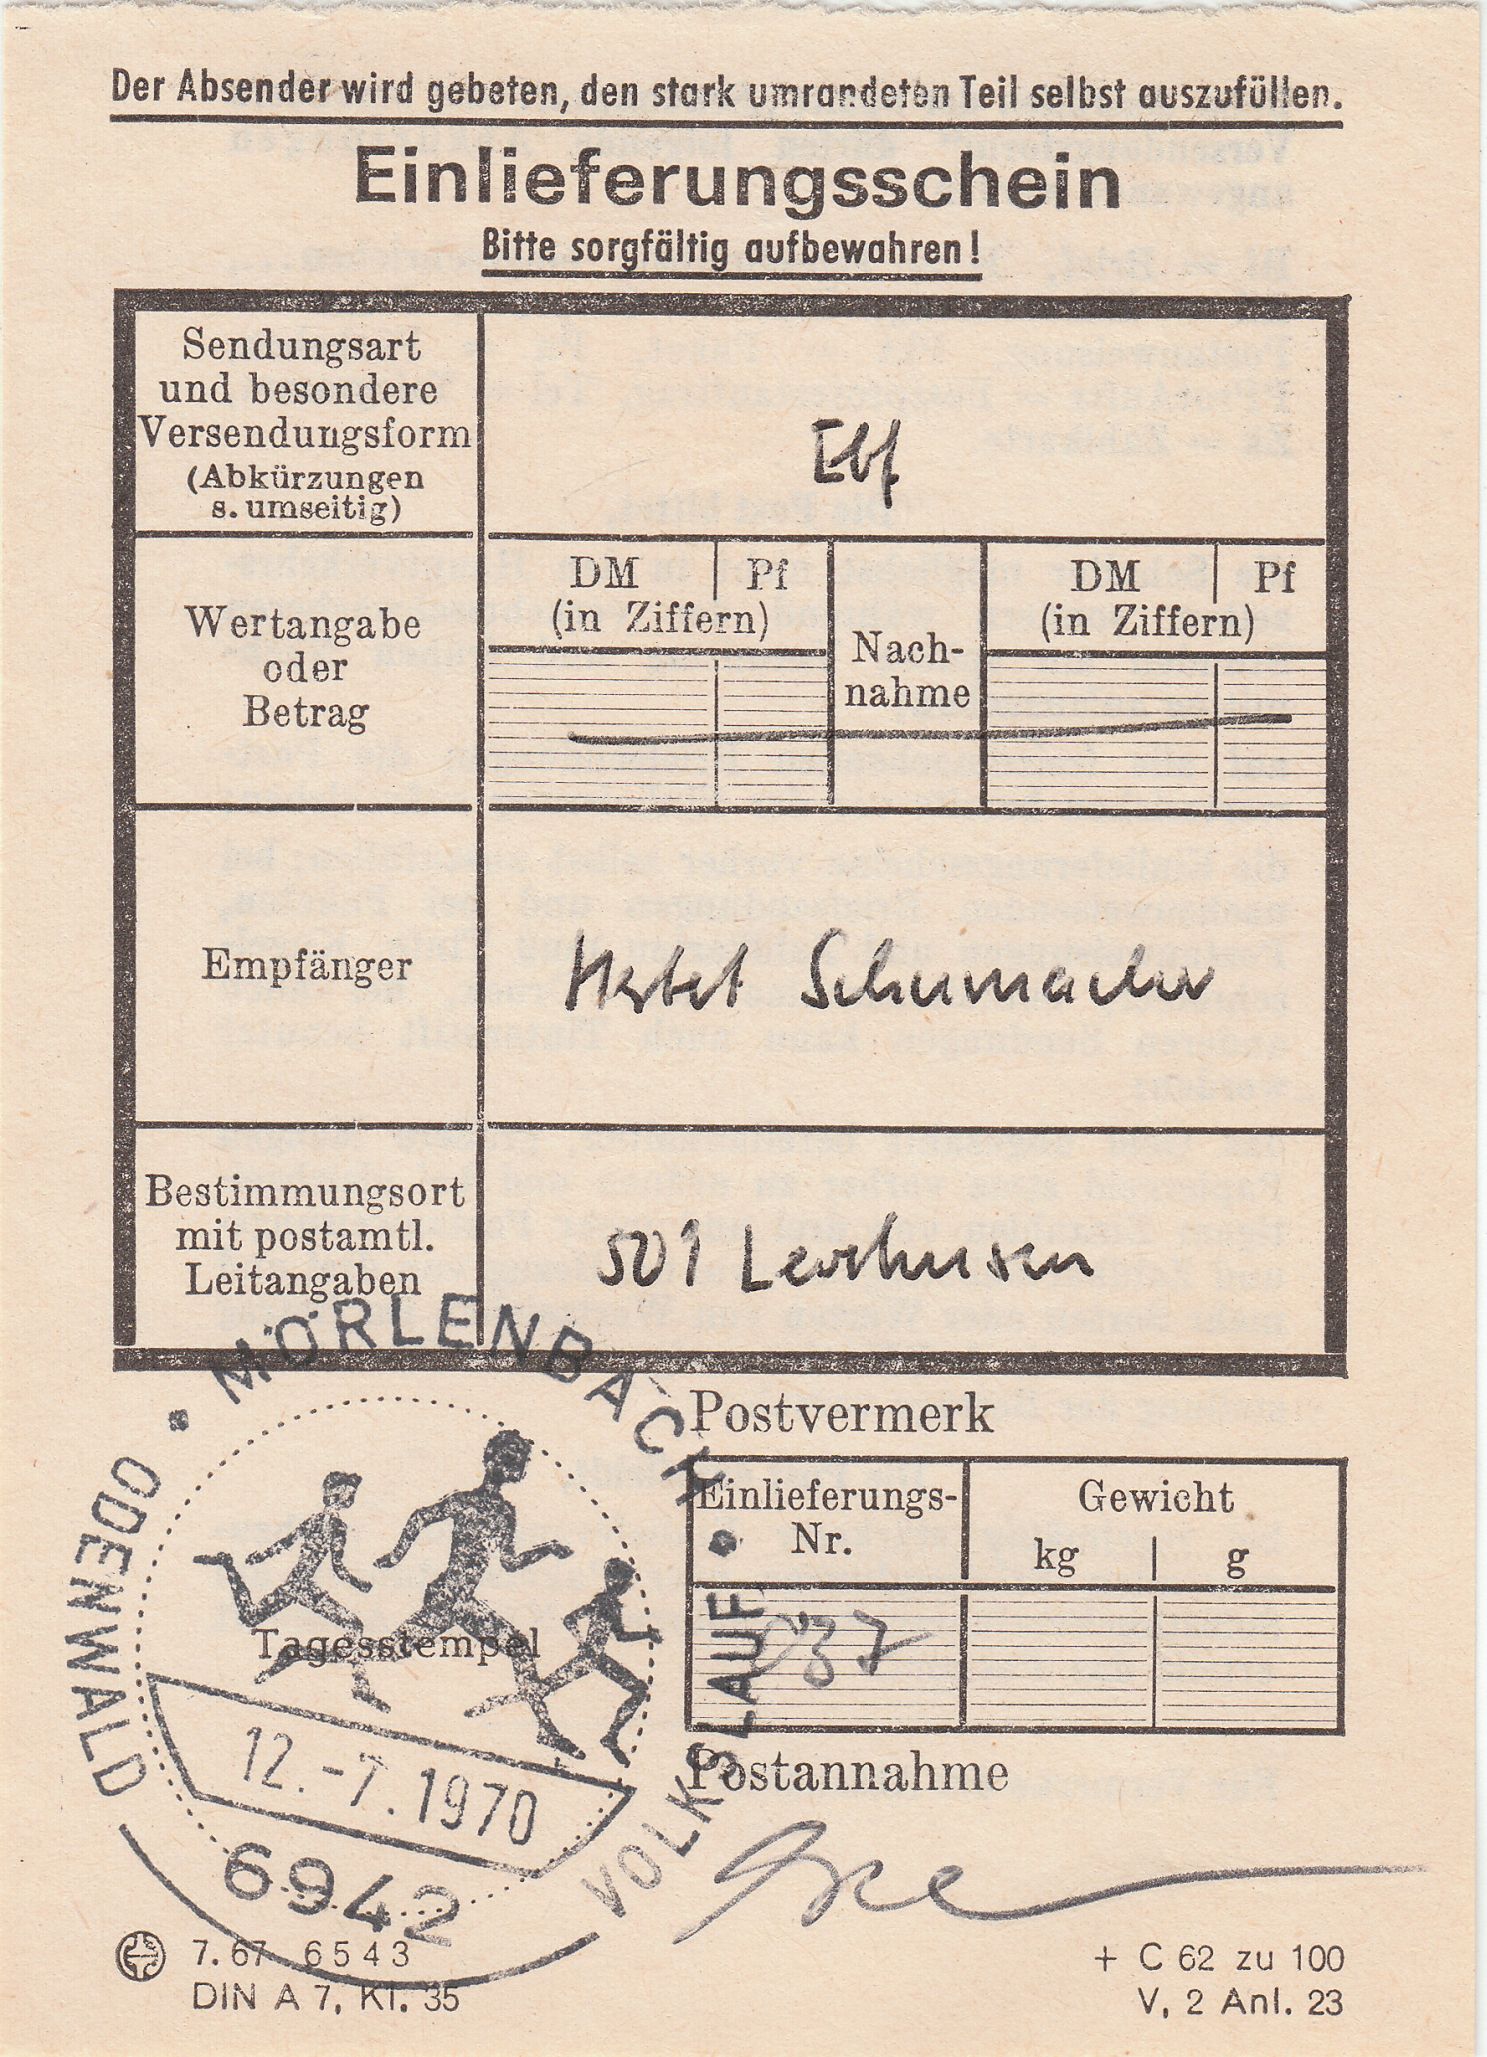 Der Absender wird gebeten, den stark umrandeten Teil selbst auszufüllen.
Einlieferungsschein
Bitte sorgfältig aufbewahren!
Sendungsart
und besondere
Versendungsform
(Abkürzungen
s. umseitig)
Ebf
Wertangabe
oder
Betrag
DM | Pf
(in Ziffern)
Nach-
nahme
DM | Pf
(in Ziffern)
Empfänger
Schumacher
Bestimmungsort
mit postamtl.
Leitangaben
Postvermerk
Einlieferungs-
Nr.
Gewicht
kg | g
237
Tagesstempel
MÖRLENBACH
ODENWALD
VOLKSLAUF
12.-7.1970
6942
Postannahme
7. 67 6543
DIN A 7, Kl. 35
+ C 62 zu 100
V, 2 Anl. 23